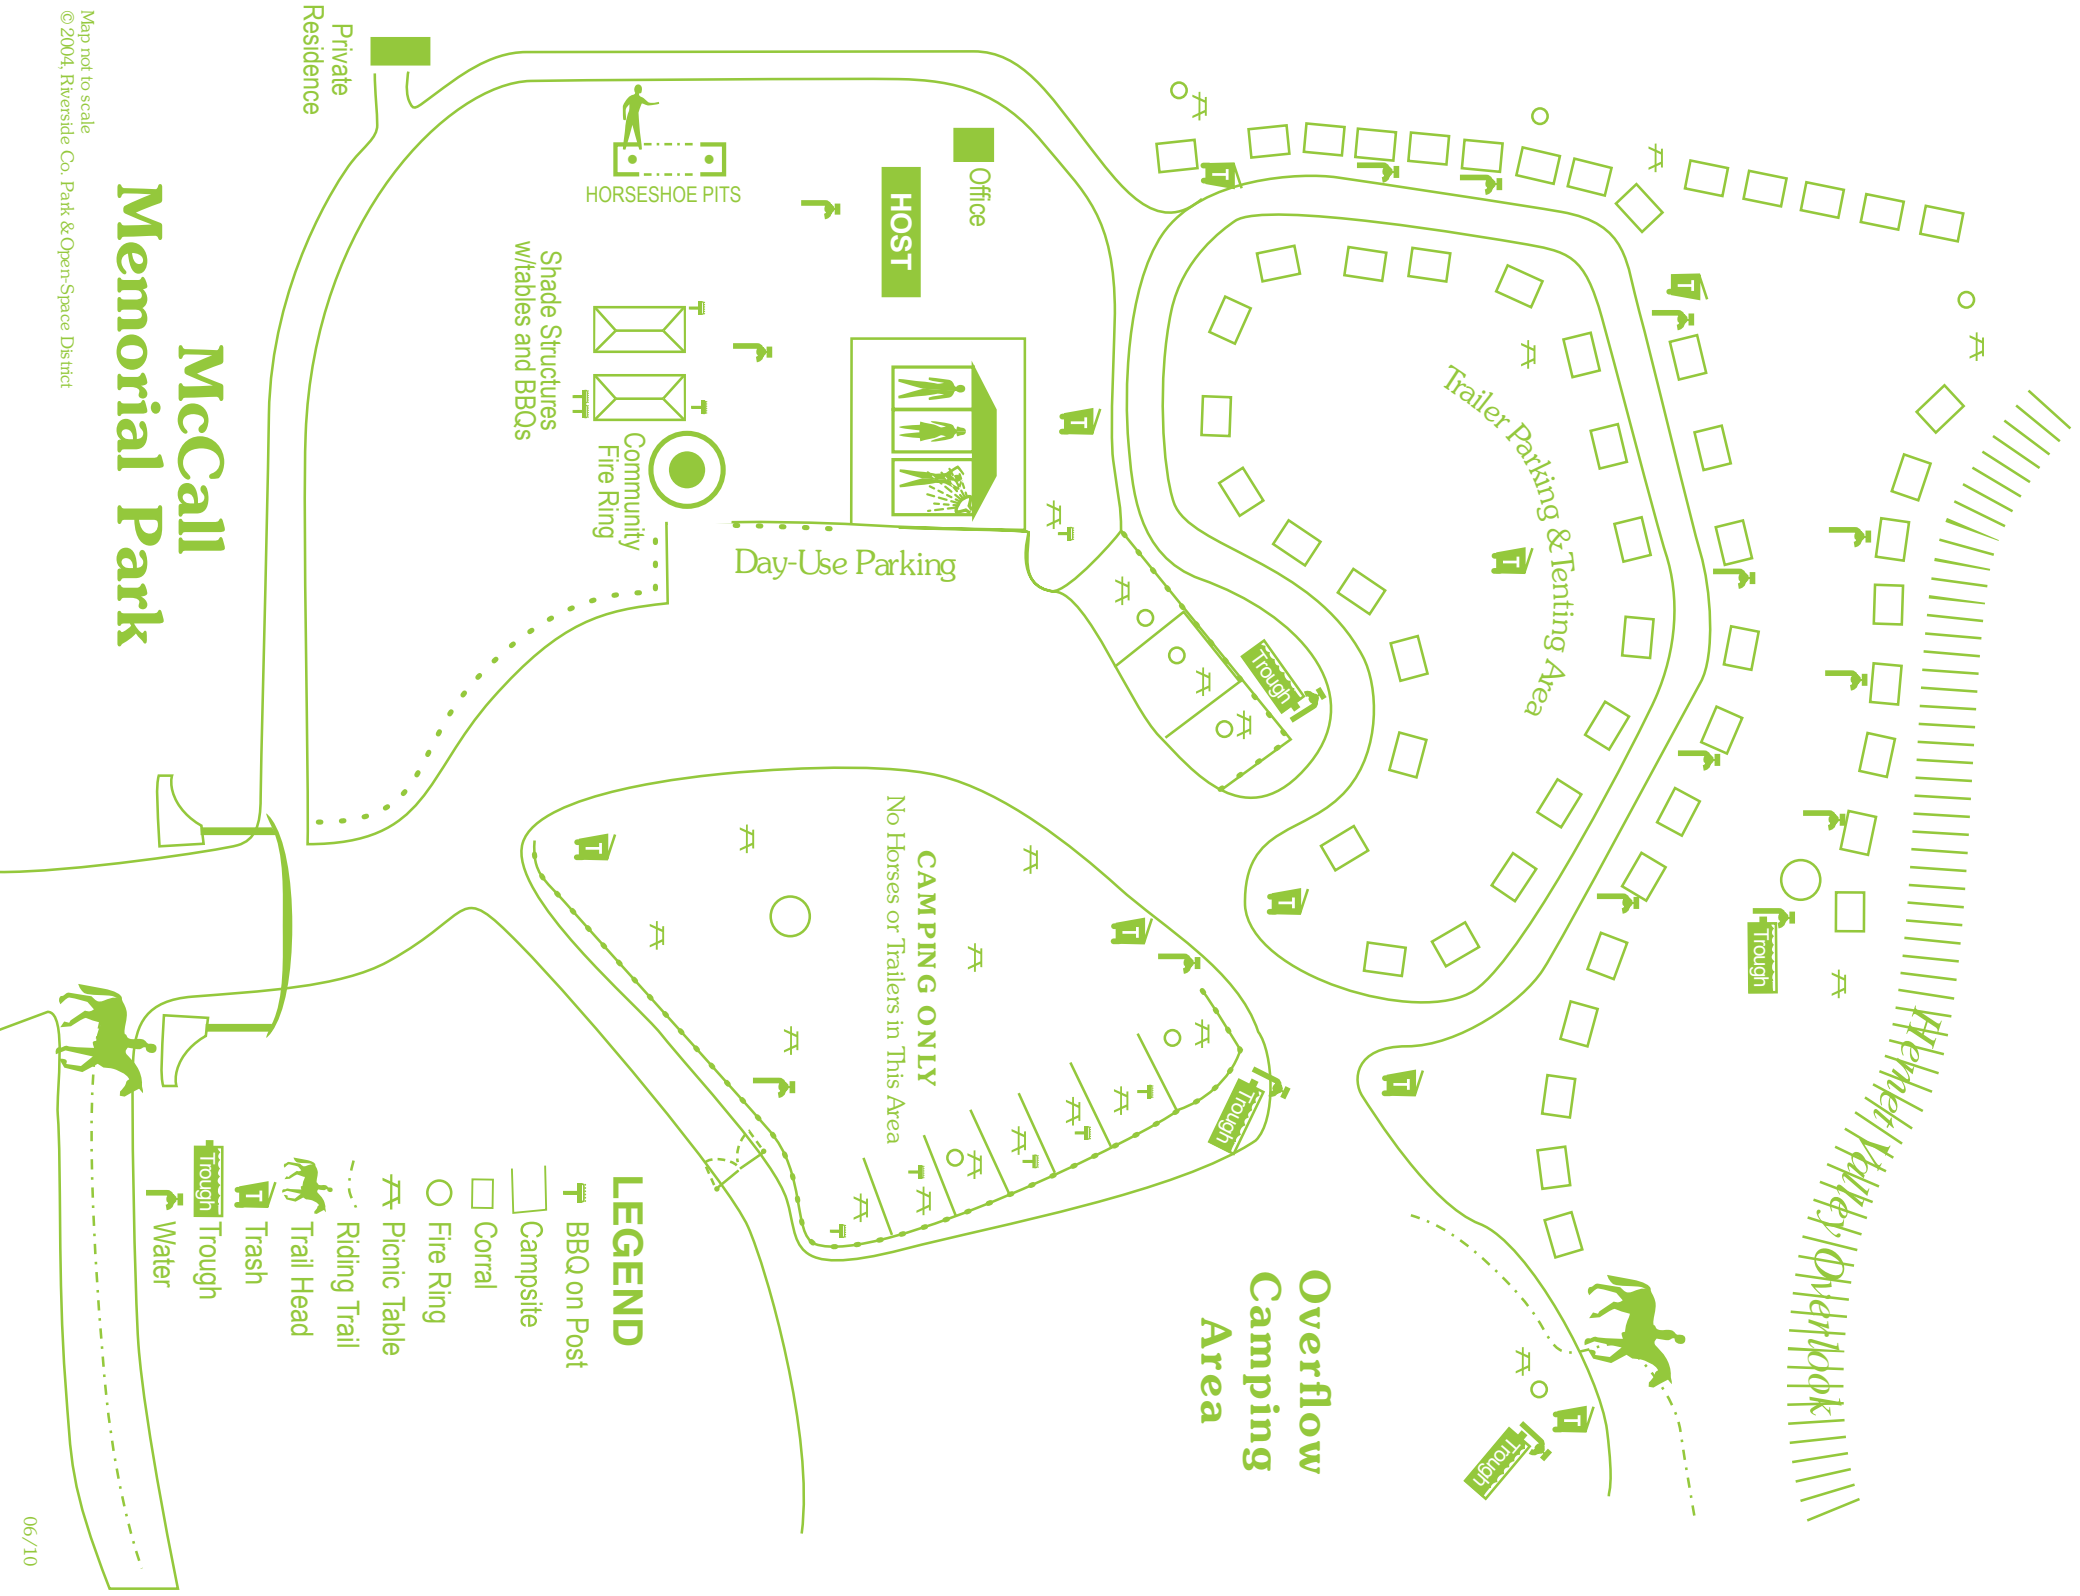 McCall
Memorial Park
Map not to scale
© 2004, Riverside Co. Park & Open-Space District
Private
Residence
HORSESHOE PITS
Office
HOST
Shade Structures
w/tables and BBQs
Community
Fire Ring
Day-Use Parking
Trailer Parking & Tenting Area
Trough
Trough
Hemet Valley Overlook
CAMPING ONLY
No Horses or Trailers in This Area
Trough
Overflow
Camping
Area
Trough
LEGEND
BBQ on Post
Campsite
Corral
Fire Ring
Picnic Table
Riding Trail
Trail Head
T Trash
Trough Trough
Water
06/10
T
T
T
T
T
T
T
T
T